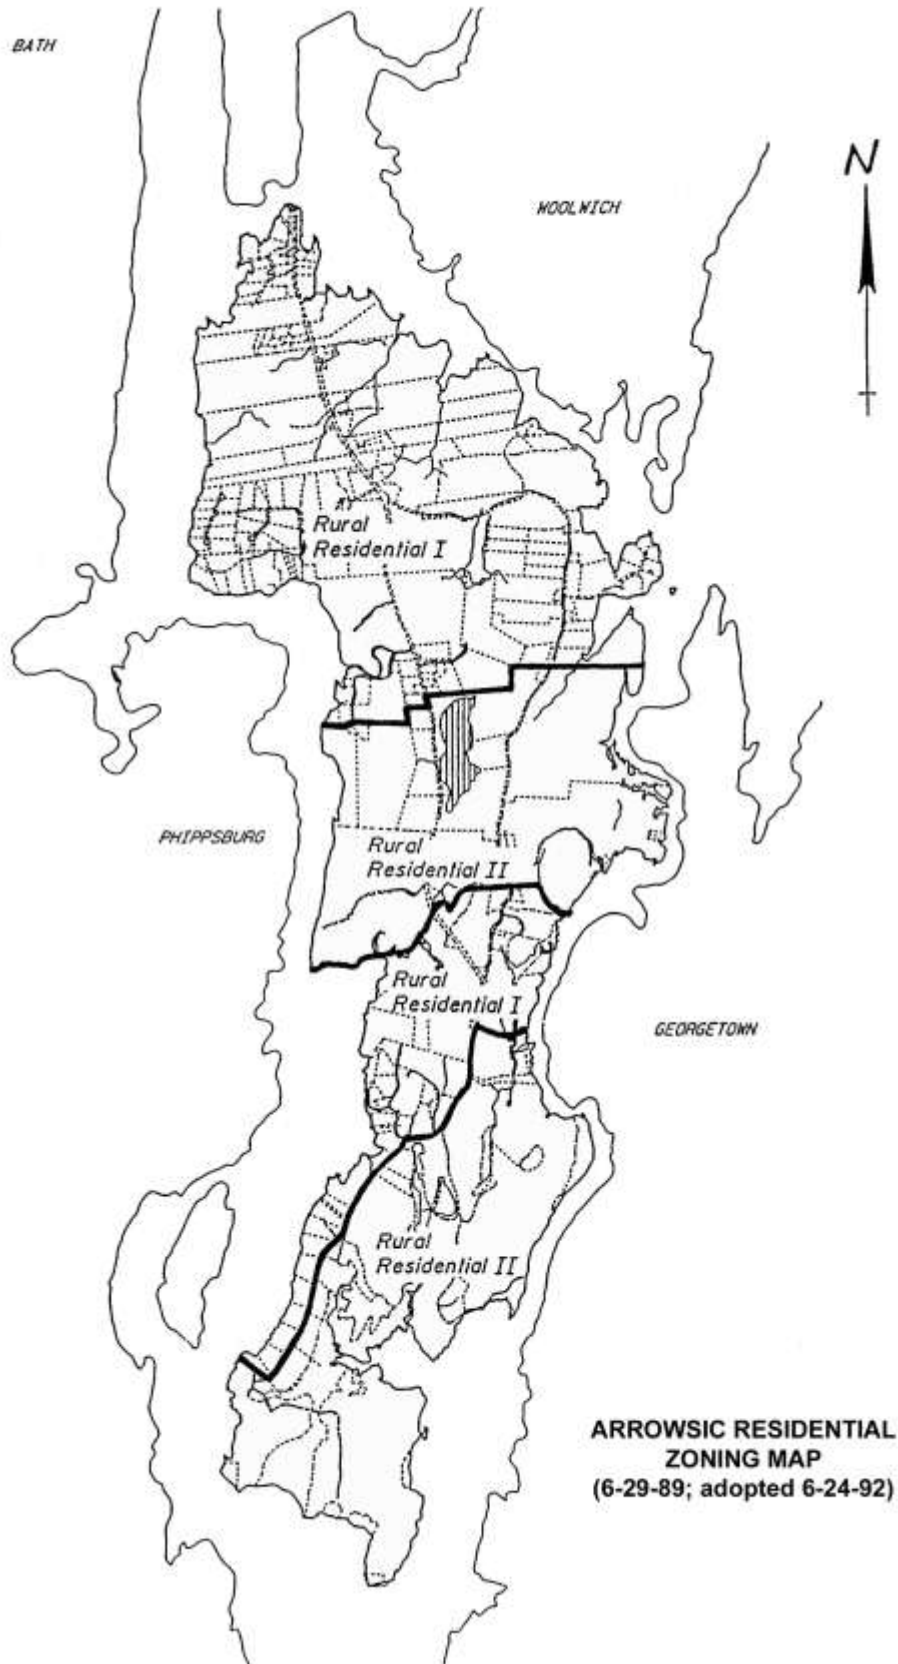 BATH
N
WOOLWICH
Rural
Residential I
PHIPPSBURG
Rural
Residential II
Rural
Residential I
GEORGETOWN
Rural
Residential II
ARROWSIC RESIDENTIAL
ZONING MAP
(6-29-89; adopted 6-24-92)